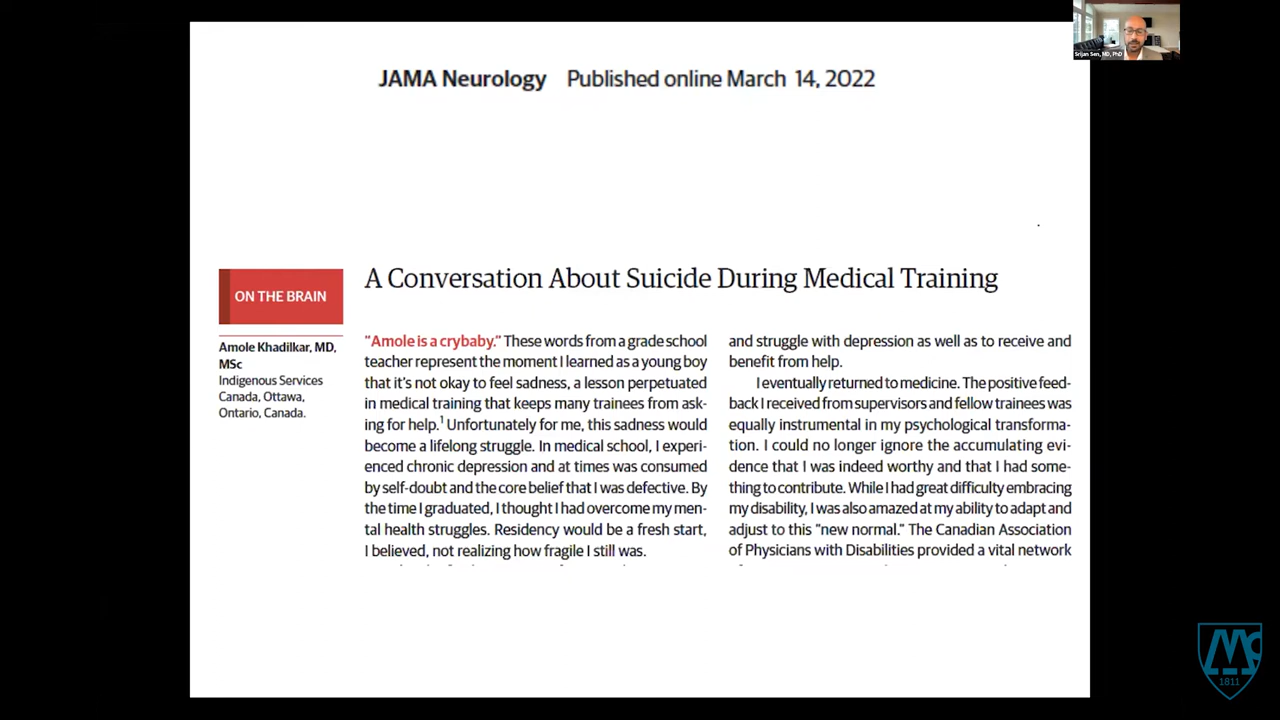 Srijan Sen, MD, PhD
JAMA Neurology Published online March 14, 2022
ON THE BRAIN
Amole Khadilkar, MD,
MSc
Indigenous Services
Canada, Ottawa,
Ontario, Canada.
A Conversation About Suicide During Medical Training
"Amole is a crybaby." These words from a grade school
teacher represent the moment I learned as a young boy
that it's not okay to feel sadness, a lesson perpetuated
in medical training that keeps many trainees from ask-
ing for help.1 Unfortunately for me, this sadness would
become a lifelong struggle. In medical school, I experi-
enced chronic depression and at times was consumed
by self-doubt and the core belief that I was defective. By
the time I graduated, I thought I had overcome my men-
tal health struggles. Residency would be a fresh start,
I believed, not realizing how fragile I still was.
and struggle with depression as well as to receive and
benefit from help.
I eventually returned to medicine. The positive feed-
back I received from supervisors and fellow trainees was
equally instrumental in my psychological transforma-
tion. I could no longer ignore the accumulating evi-
dence that I was indeed worthy and that I had some-
thing to contribute. While I had great difficulty embracing
my disability, I was also amazed at my ability to adapt and
adjust to this "new normal." The Canadian Association
of Physicians with Disabilities provided a vital network
1811